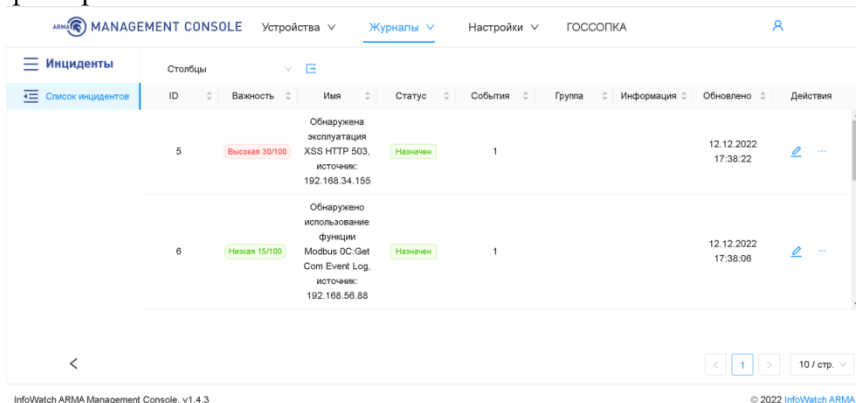 ARMA MANAGEMENT CONSOLE Устройства Журналы Настройки ГОССОПКА
Инциденты
Столбцы
Список инцидентов
ID Важность Имя Статус События Группа Информация Обновлено Действия
5 Высокая 30/100 Обнаружена эксплуатация XSS HTTP 503, источник: 192.168.34.155 Назначен 1 12.12.2022 17:38:22
6 Низкая 15/100 Обнаружено использование функции Modbus 0C:Get Com Event Log, источник: 192.168.56.88 Назначен 1 12.12.2022 17:38:06
1 10 / стр.
InfoWatch ARMA Management Console, v1.4.3 © 2022 InfoWatch ARMA